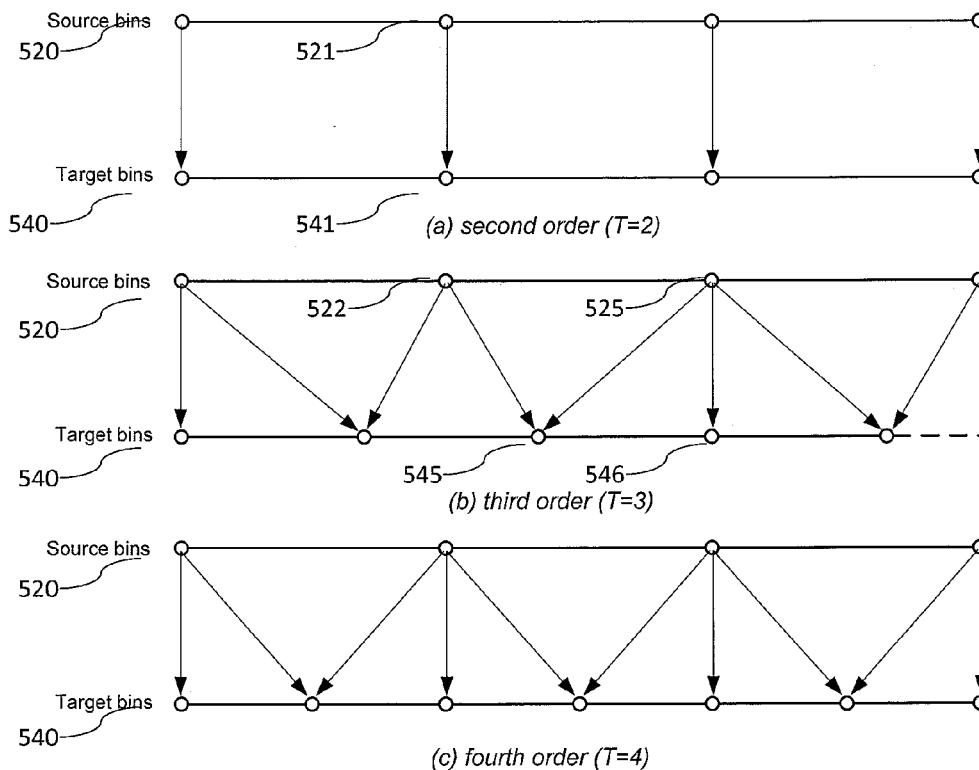 Source bins
520
521
Target bins
540
541
(a) second order (T=2)
Source bins
520
522
525
Target bins
540
545
546
(b) third order (T=3)
Source bins
520
Target bins
540
(c) fourth order (T=4)